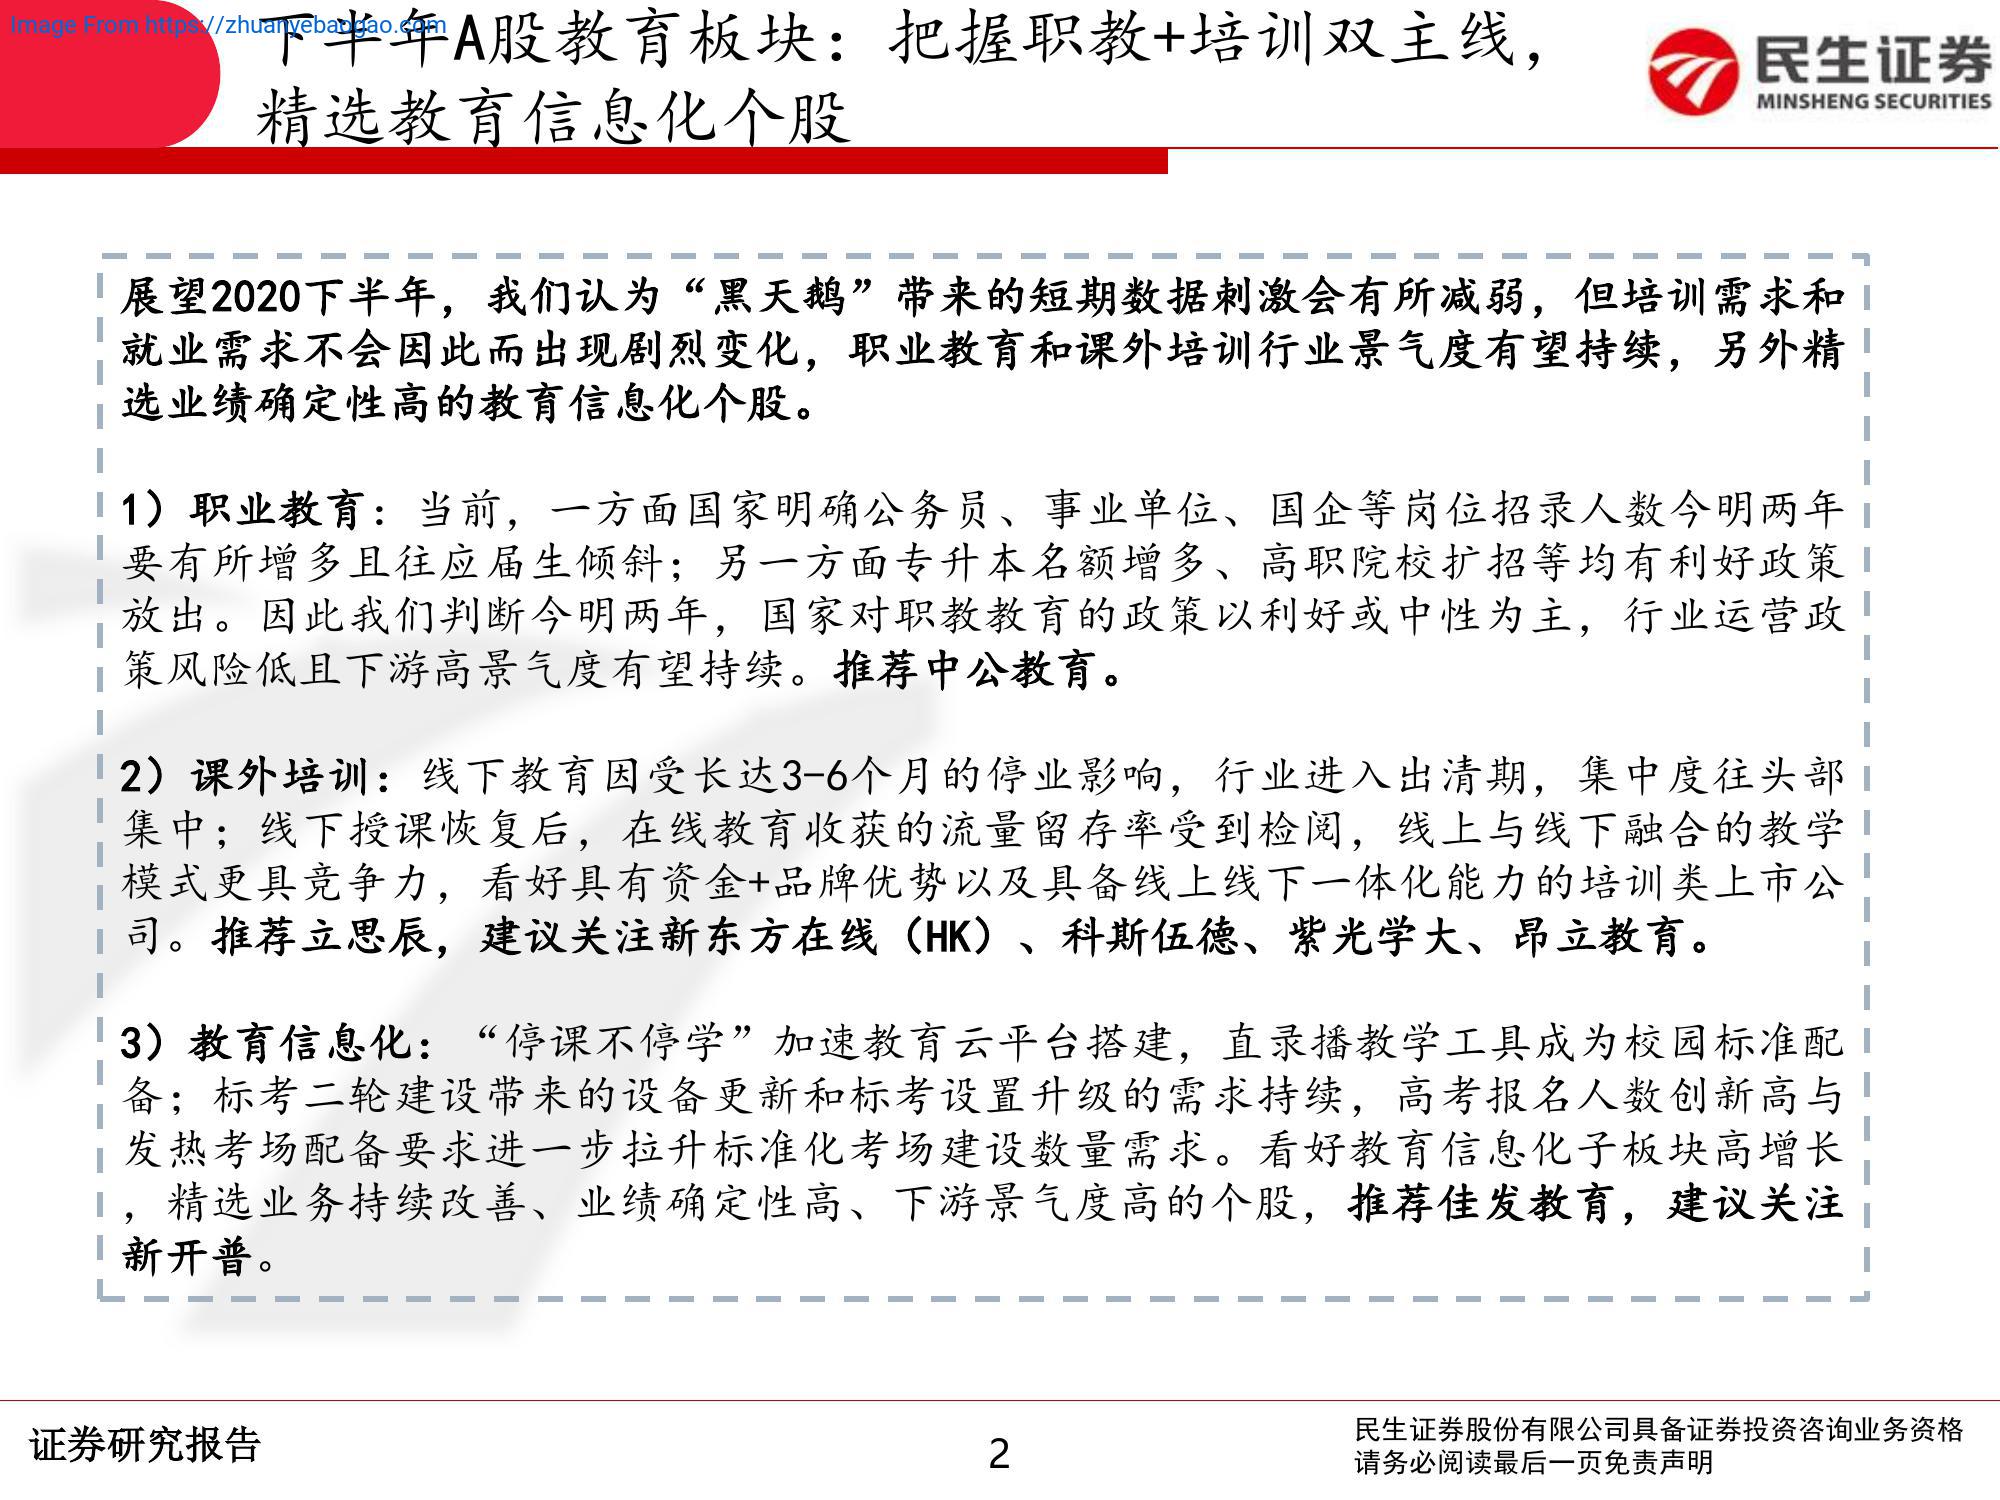 Image From https://zhuanyebaogao.com
下半年A股教育板块：把握职教+培训双主线，
精选教育信息化个股
民生证券
MINSHENG SECURITIES
展望2020下半年，我们认为“黑天鹅”带来的短期数据刺激会有所减弱，但培训需求和
就业需求不会因此而出现剧烈变化，职业教育和课外培训行业景气度有望持续，另外精
选业绩确定性高的教育信息化个股。
1）职业教育：当前，一方面国家明确公务员、事业单位、国企等岗位招录人数今明两年
要有所增多且往应届生倾斜；另一方面专升本名额增多、高职院校扩招等均有利好政策
放出。因此我们判断今明两年，国家对职教教育的政策以利好或中性为主，行业运营政
策风险低且下游高景气度有望持续。推荐中公教育。
2）课外培训：线下教育因受长达3-6个月的停业影响，行业进入出清期，集中度往头部
集中；线下授课恢复后，在线教育收获的流量留存率受到检阅，线上与线下融合的教学
模式更具竞争力，看好具有资金+品牌优势以及具备线上线下一体化能力的培训类上市公
司。推荐立思辰，建议关注新东方在线（HK）、科斯伍德、紫光学大、昂立教育。
3）教育信息化：“停课不停学”加速教育云平台搭建，直录播教学工具成为校园标准配
备；标考二轮建设带来的设备更新和标考设置升级的需求持续，高考报名人数创新高与
发热考场配备要求进一步拉升标准化考场建设数量需求。看好教育信息化子板块高增长
，精选业务持续改善、业绩确定性高、下游景气度高的个股，推荐佳发教育，建议关注
新开普。
证券研究报告
2
民生证券股份有限公司具备证券投资咨询业务资格
请务必阅读最后一页免责声明